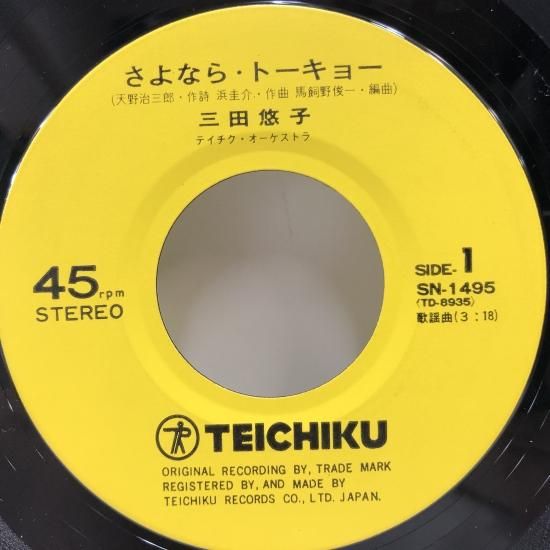 さよなら・トーキョー
(天野治三郎・作詩 浜圭介・作曲 馬飼野俊一・編曲)
三田悠子
テイチク・オーケストラ
45rpm
STEREO
SIDE-1
SN-1495
(TD-8935)
歌謡曲(3:18)
TEICHIKU
ORIGINAL RECORDING BY, TRADE MARK
REGISTERED BY, AND MADE BY
TEICHIKU RECORDS CO., LTD. JAPAN.